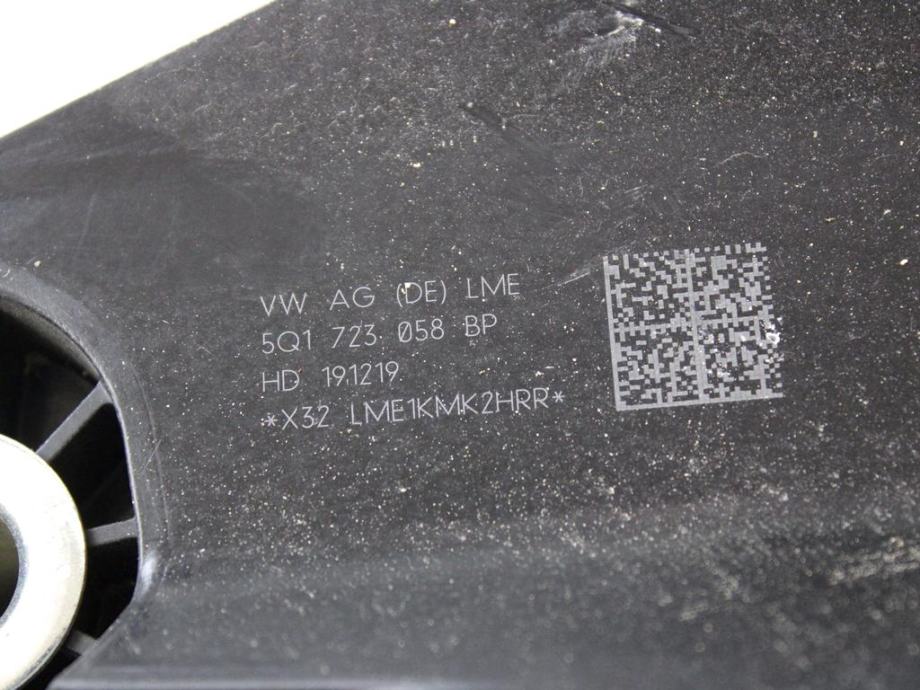 VW AG (DE) LME
5Q1 723 058 BP
HD 191219
*X32 LME1KMK2HRR*